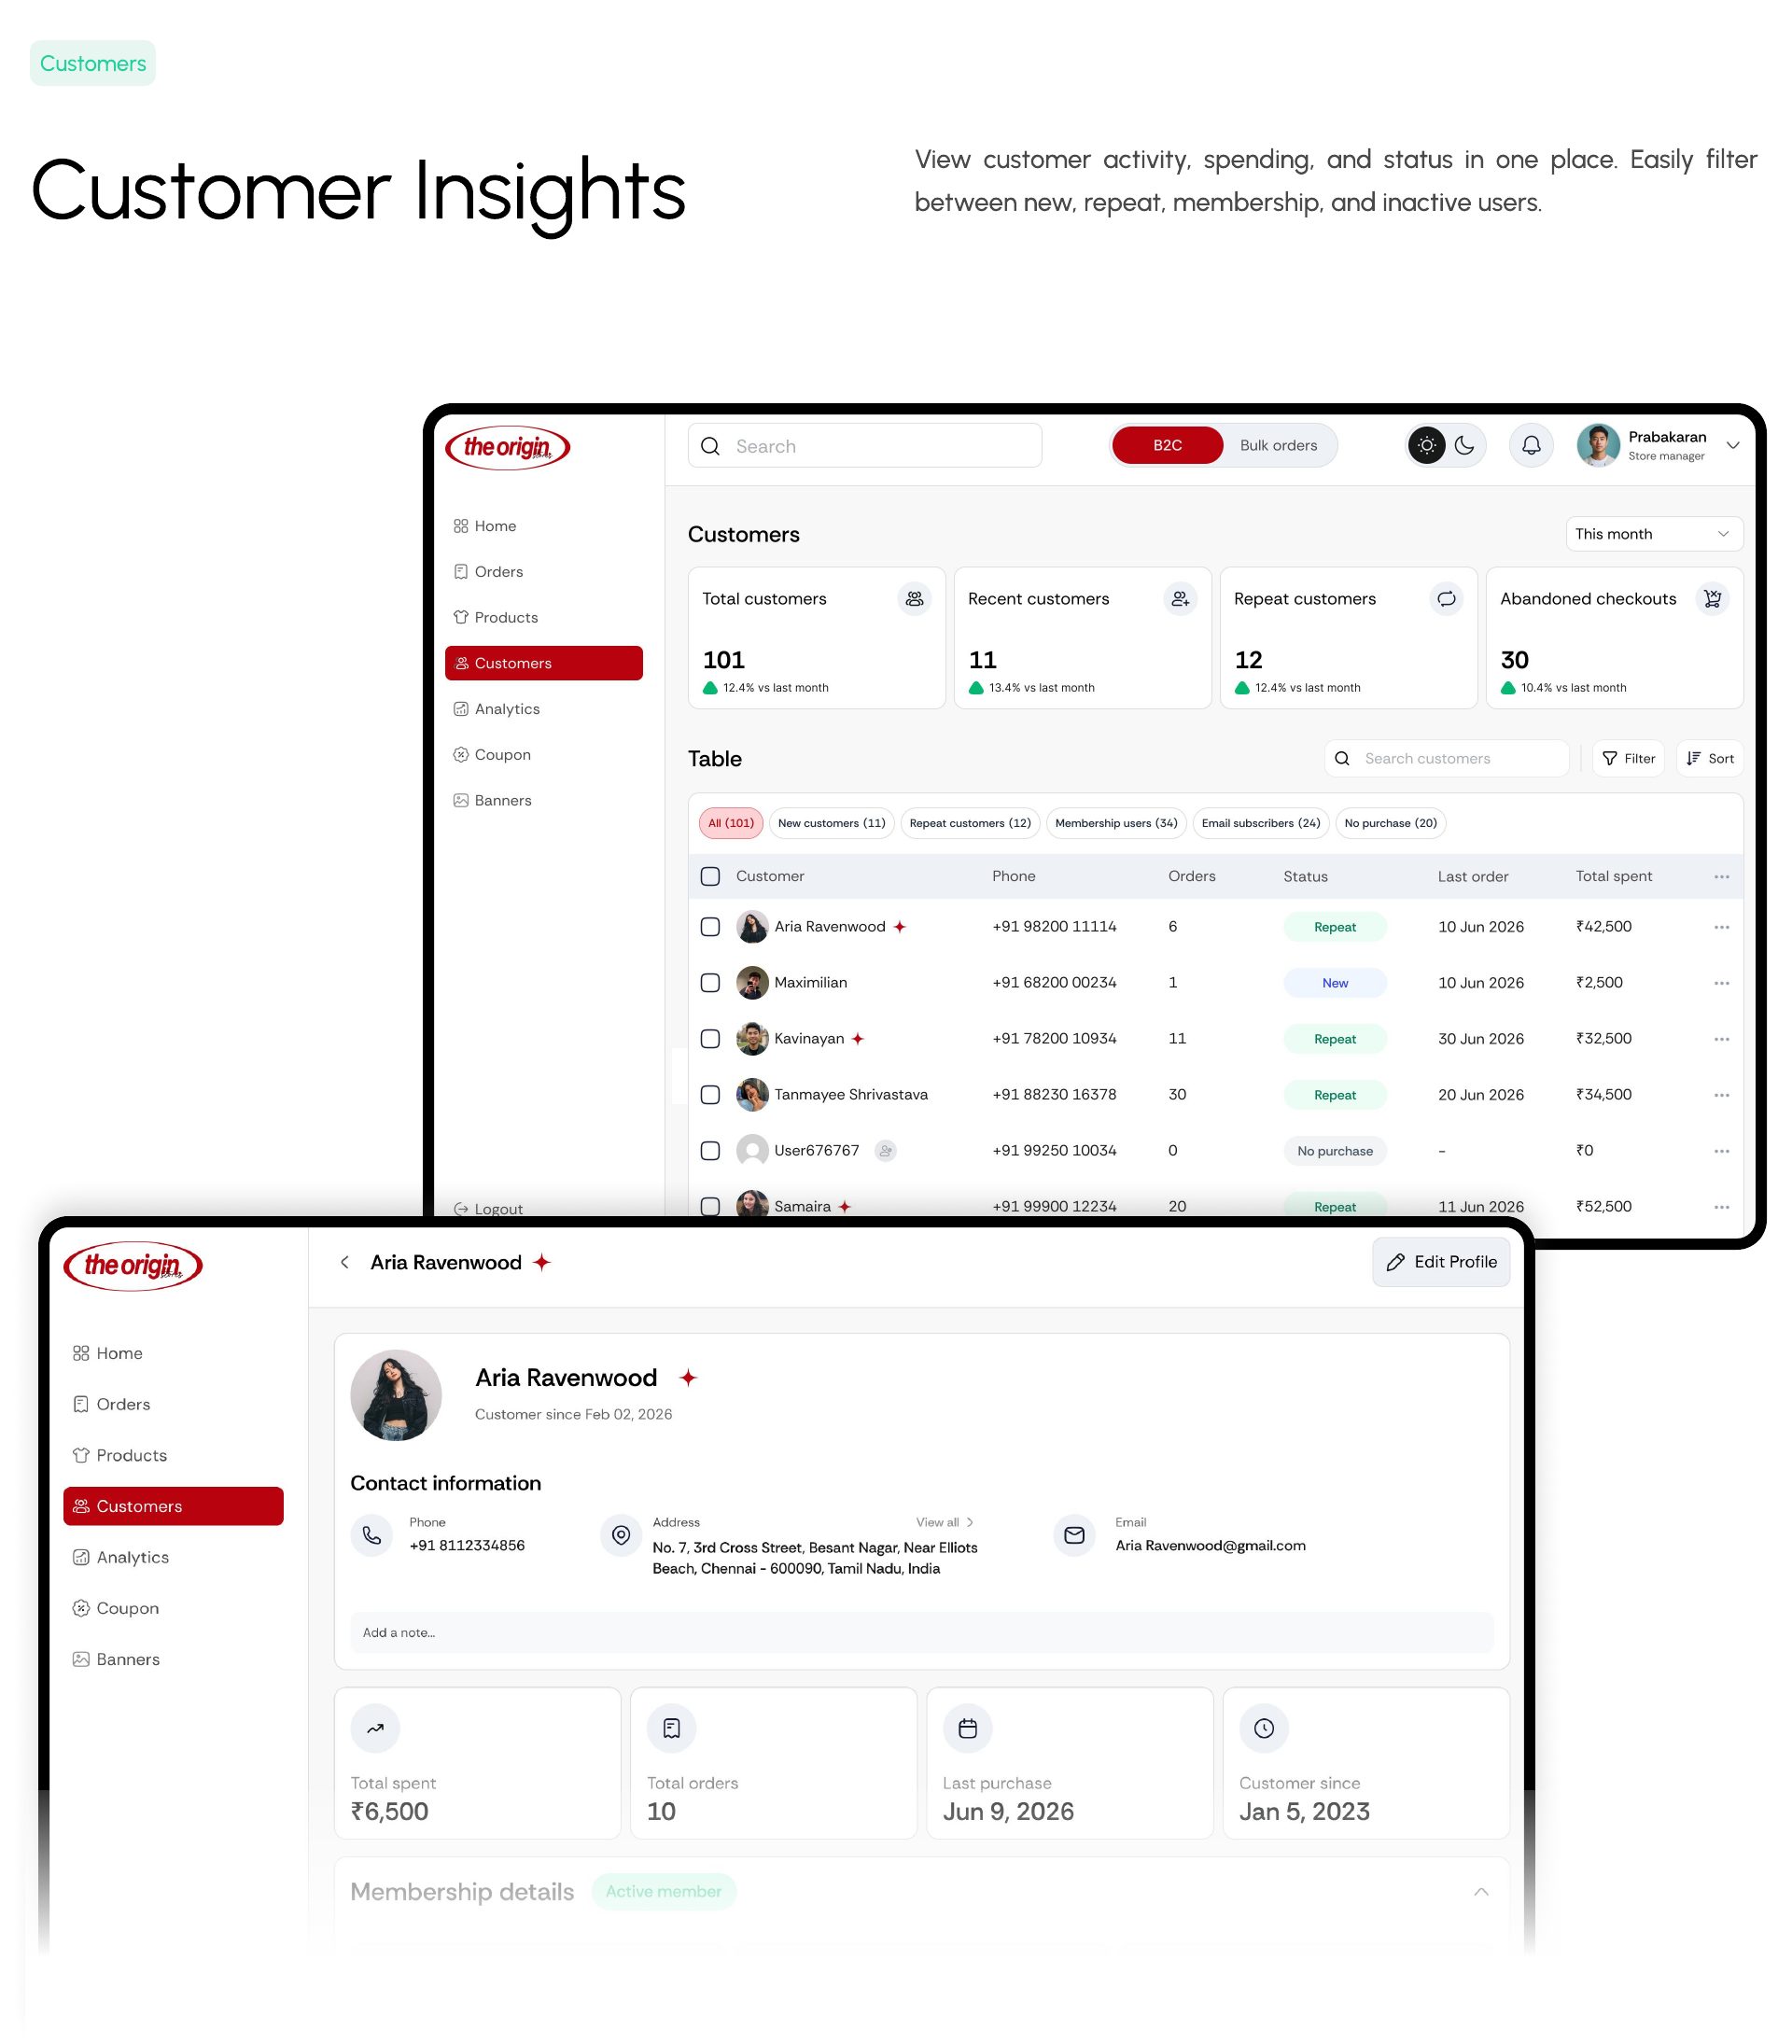 Customers
Customer Insights
View customer activity, spending, and status in one place. Easily filter
between new, repeat, membership, and inactive users.
the origin
Search
B2C
Bulk orders
Prabakaran
Store manager
Home
Orders
Products
Customers
Analytics
Coupon
Banners
Logout
Customers
This month
Total customers
101
12.4% vs last month
Recent customers
11
13.4% vs last month
Repeat customers
12
12.4% vs last month
Abandoned checkouts
30
10.4% vs last month
Table
Search customers
Filter
Sort
All (101) New customers (11) Repeat customers (12) Membership users (34) Email subscribers (24) No purchase (20)
Customer Phone Orders Status Last order Total spent
Aria Ravenwood +91 98200 11114 6 Repeat 10 Jun 2026 ₹42,500
Maximilian +91 68200 00234 1 New 10 Jun 2026 ₹2,500
Kavinayan +91 78200 10934 11 Repeat 30 Jun 2026 ₹32,500
Tanmayee Shrivastava +91 88230 16378 30 Repeat 20 Jun 2026 ₹34,500
User676767 +91 99250 10034 0 No purchase - ₹0
Samaira +91 99900 12234 20 Repeat 11 Jun 2026 ₹52,500
the origin
Home
Orders
Products
Customers
Analytics
Coupon
Banners
Aria Ravenwood
Edit Profile
Aria Ravenwood
Customer since Feb 02, 2026
Contact information
Phone
+91 8112334856
Address
View all
No. 7, 3rd Cross Street, Besant Nagar, Near Elliots
Beach, Chennai - 600090, Tamil Nadu, India
Email
Aria Ravenwood@gmail.com
Add a note...
Total spent
₹6,500
Total orders
10
Last purchase
Jun 9, 2026
Customer since
Jan 5, 2023
Membership details
Active member